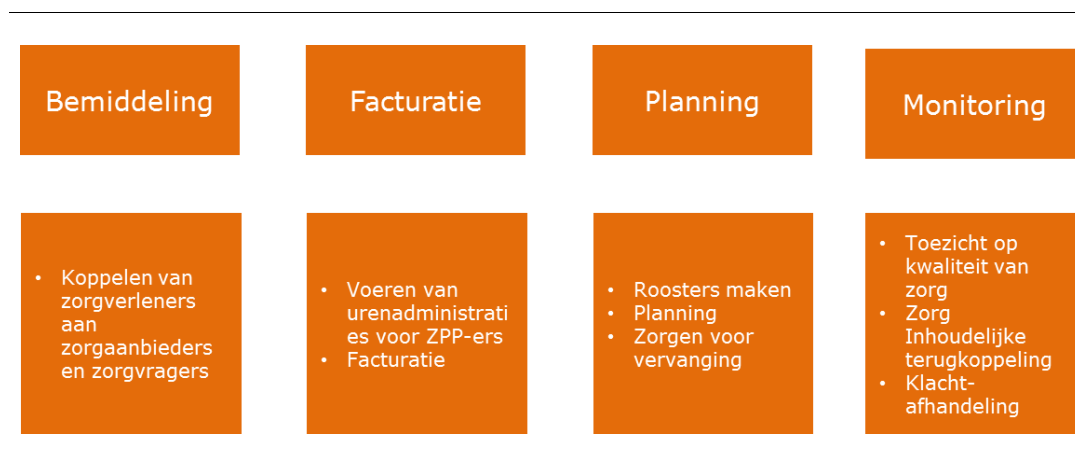 Bemiddeling
Facturatie
Planning
Monitoring
• Koppelen van
zorgverleners
aan
zorgaanbieders
en zorgvragers
• Voeren van
urenadministrati
es voor ZPP-ers
• Facturatie
• Roosters maken
• Planning
• Zorgen voor
vervanging
• Toezicht op
kwaliteit van
zorg
• Zorg
Inhoudelijke
terugkoppeling
• Klacht-
afhandeling